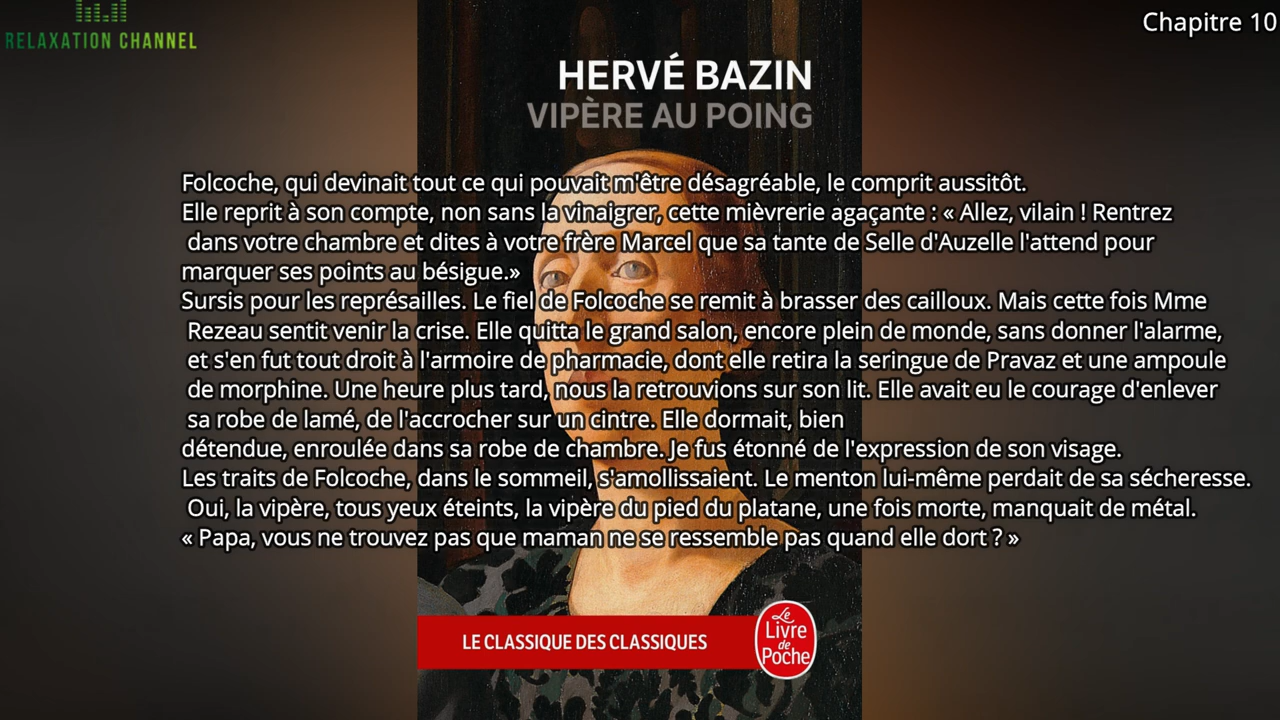 RELAXATION CHANNEL
Chapitre 10
HERVÉ BAZIN
VIPÈRE AU POING
Folcoche, qui devinait tout ce qui pouvait m'être désagréable, le comprit aussitôt.
Elle reprit à son compte, non sans la vinaigrer, cette mièvrerie agaçante : « Allez, vilain ! Rentrez
dans votre chambre et dites à votre frère Marcel que sa tante de Selle d'Auzelle l'attend pour
marquer ses points au bésigue.»
Sursis pour les représailles. Le fiel de Folcoche se remit à brasser des cailloux. Mais cette fois Mme
Rezeau sentit venir la crise. Elle quitta le grand salon, encore plein de monde, sans donner l'alarme,
et s'en fut tout droit à l'armoire de pharmacie, dont elle retira la seringue de Pravaz et une ampoule
de morphine. Une heure plus tard, nous la retrouvions sur son lit. Elle avait eu le courage d'enlever
sa robe de lamé, de l'accrocher sur un cintre. Elle dormait, bien
détendue, enroulée dans sa robe de chambre. Je fus étonné de l'expression de son visage.
Les traits de Folcoche, dans le sommeil, s'amollissaient. Le menton lui-même perdait de sa sécheresse.
Oui, la vipère, tous yeux éteints, la vipère du pied du platane, une fois morte, manquait de métal.
« Papa, vous ne trouvez pas que maman ne se ressemble pas quand elle dort ? »
LE CLASSIQUE DES CLASSIQUES
Le
Livre
de
Poche